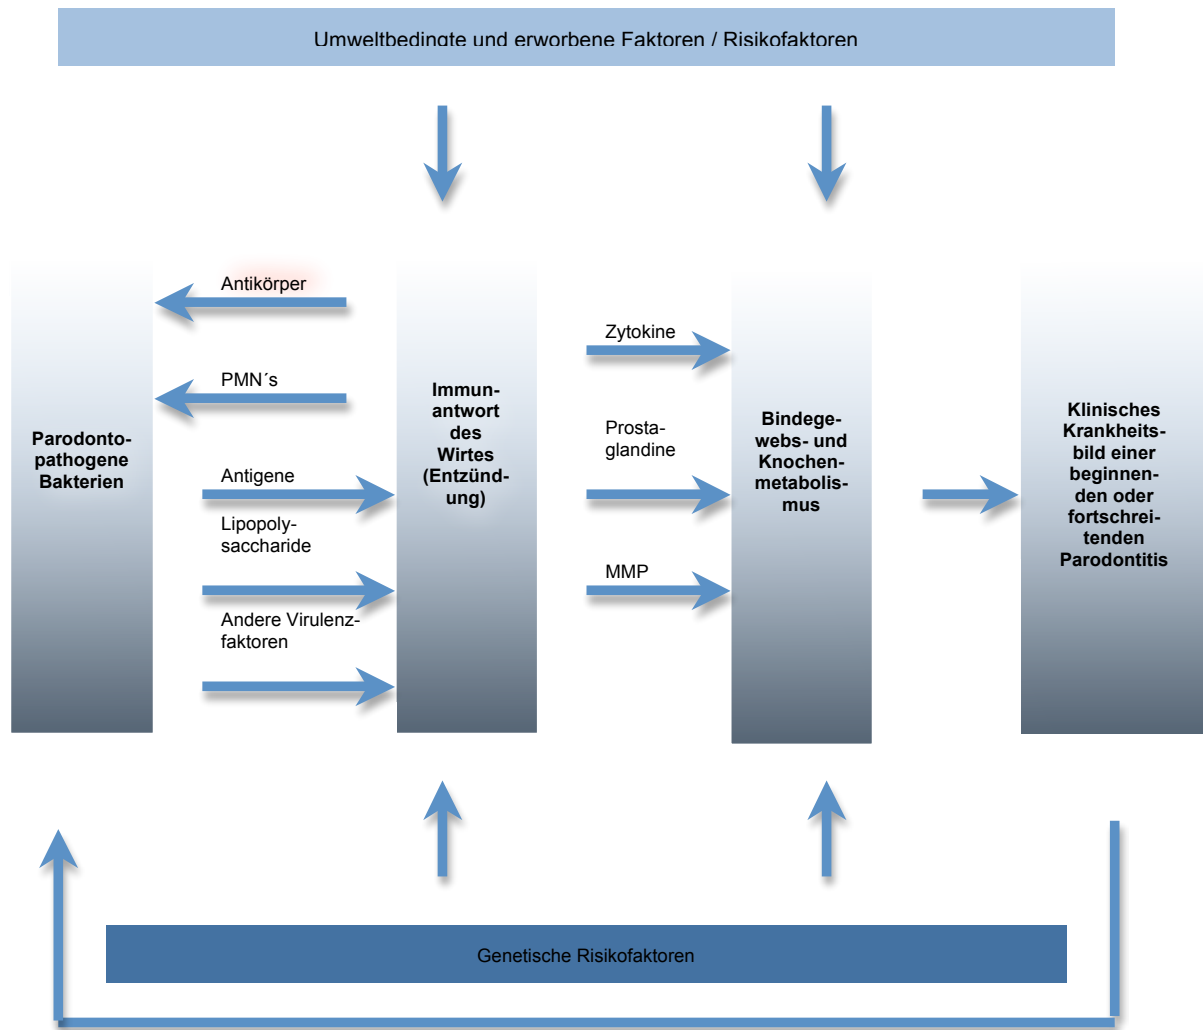 Umweltbedingte und erworbene Faktoren / Risikofaktoren
Parodonto-
pathogene
Bakterien
Antikörper
PMN´s
Antigene
Lipopoly-
saccharide
Andere Virulenz-
faktoren
Immun-
antwort
des
Wirtes
(Entzünd-
ung)
Zytokine
Prosta-
glandine
MMP
Bindege-
webs- und
Knochen-
metabolis-
mus
Klinisches
Krankheits-
bild einer
beginnen-
den oder
fortschrei-
tenden
Parodontitis
Genetische Risikofaktoren